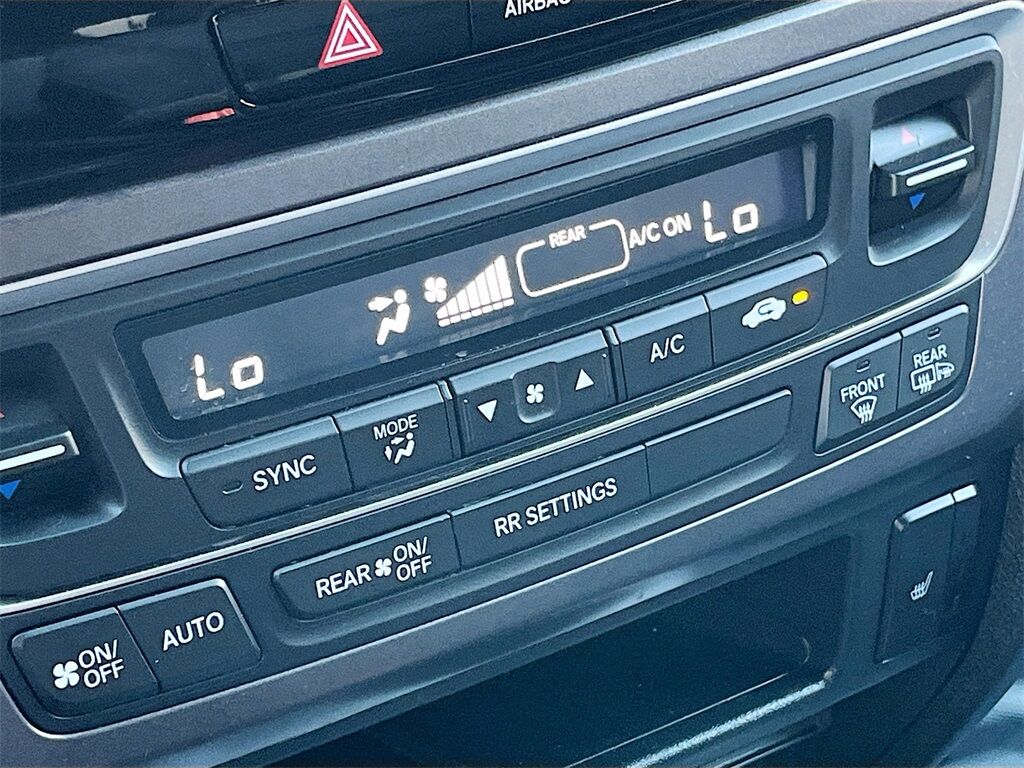 AIRBAG
Lo
REAR
A/C ON
Lo
SYNC
MODE
A/C
FRONT
REAR
REAR ON/
OFF
RR SETTINGS
ON/
OFF
AUTO